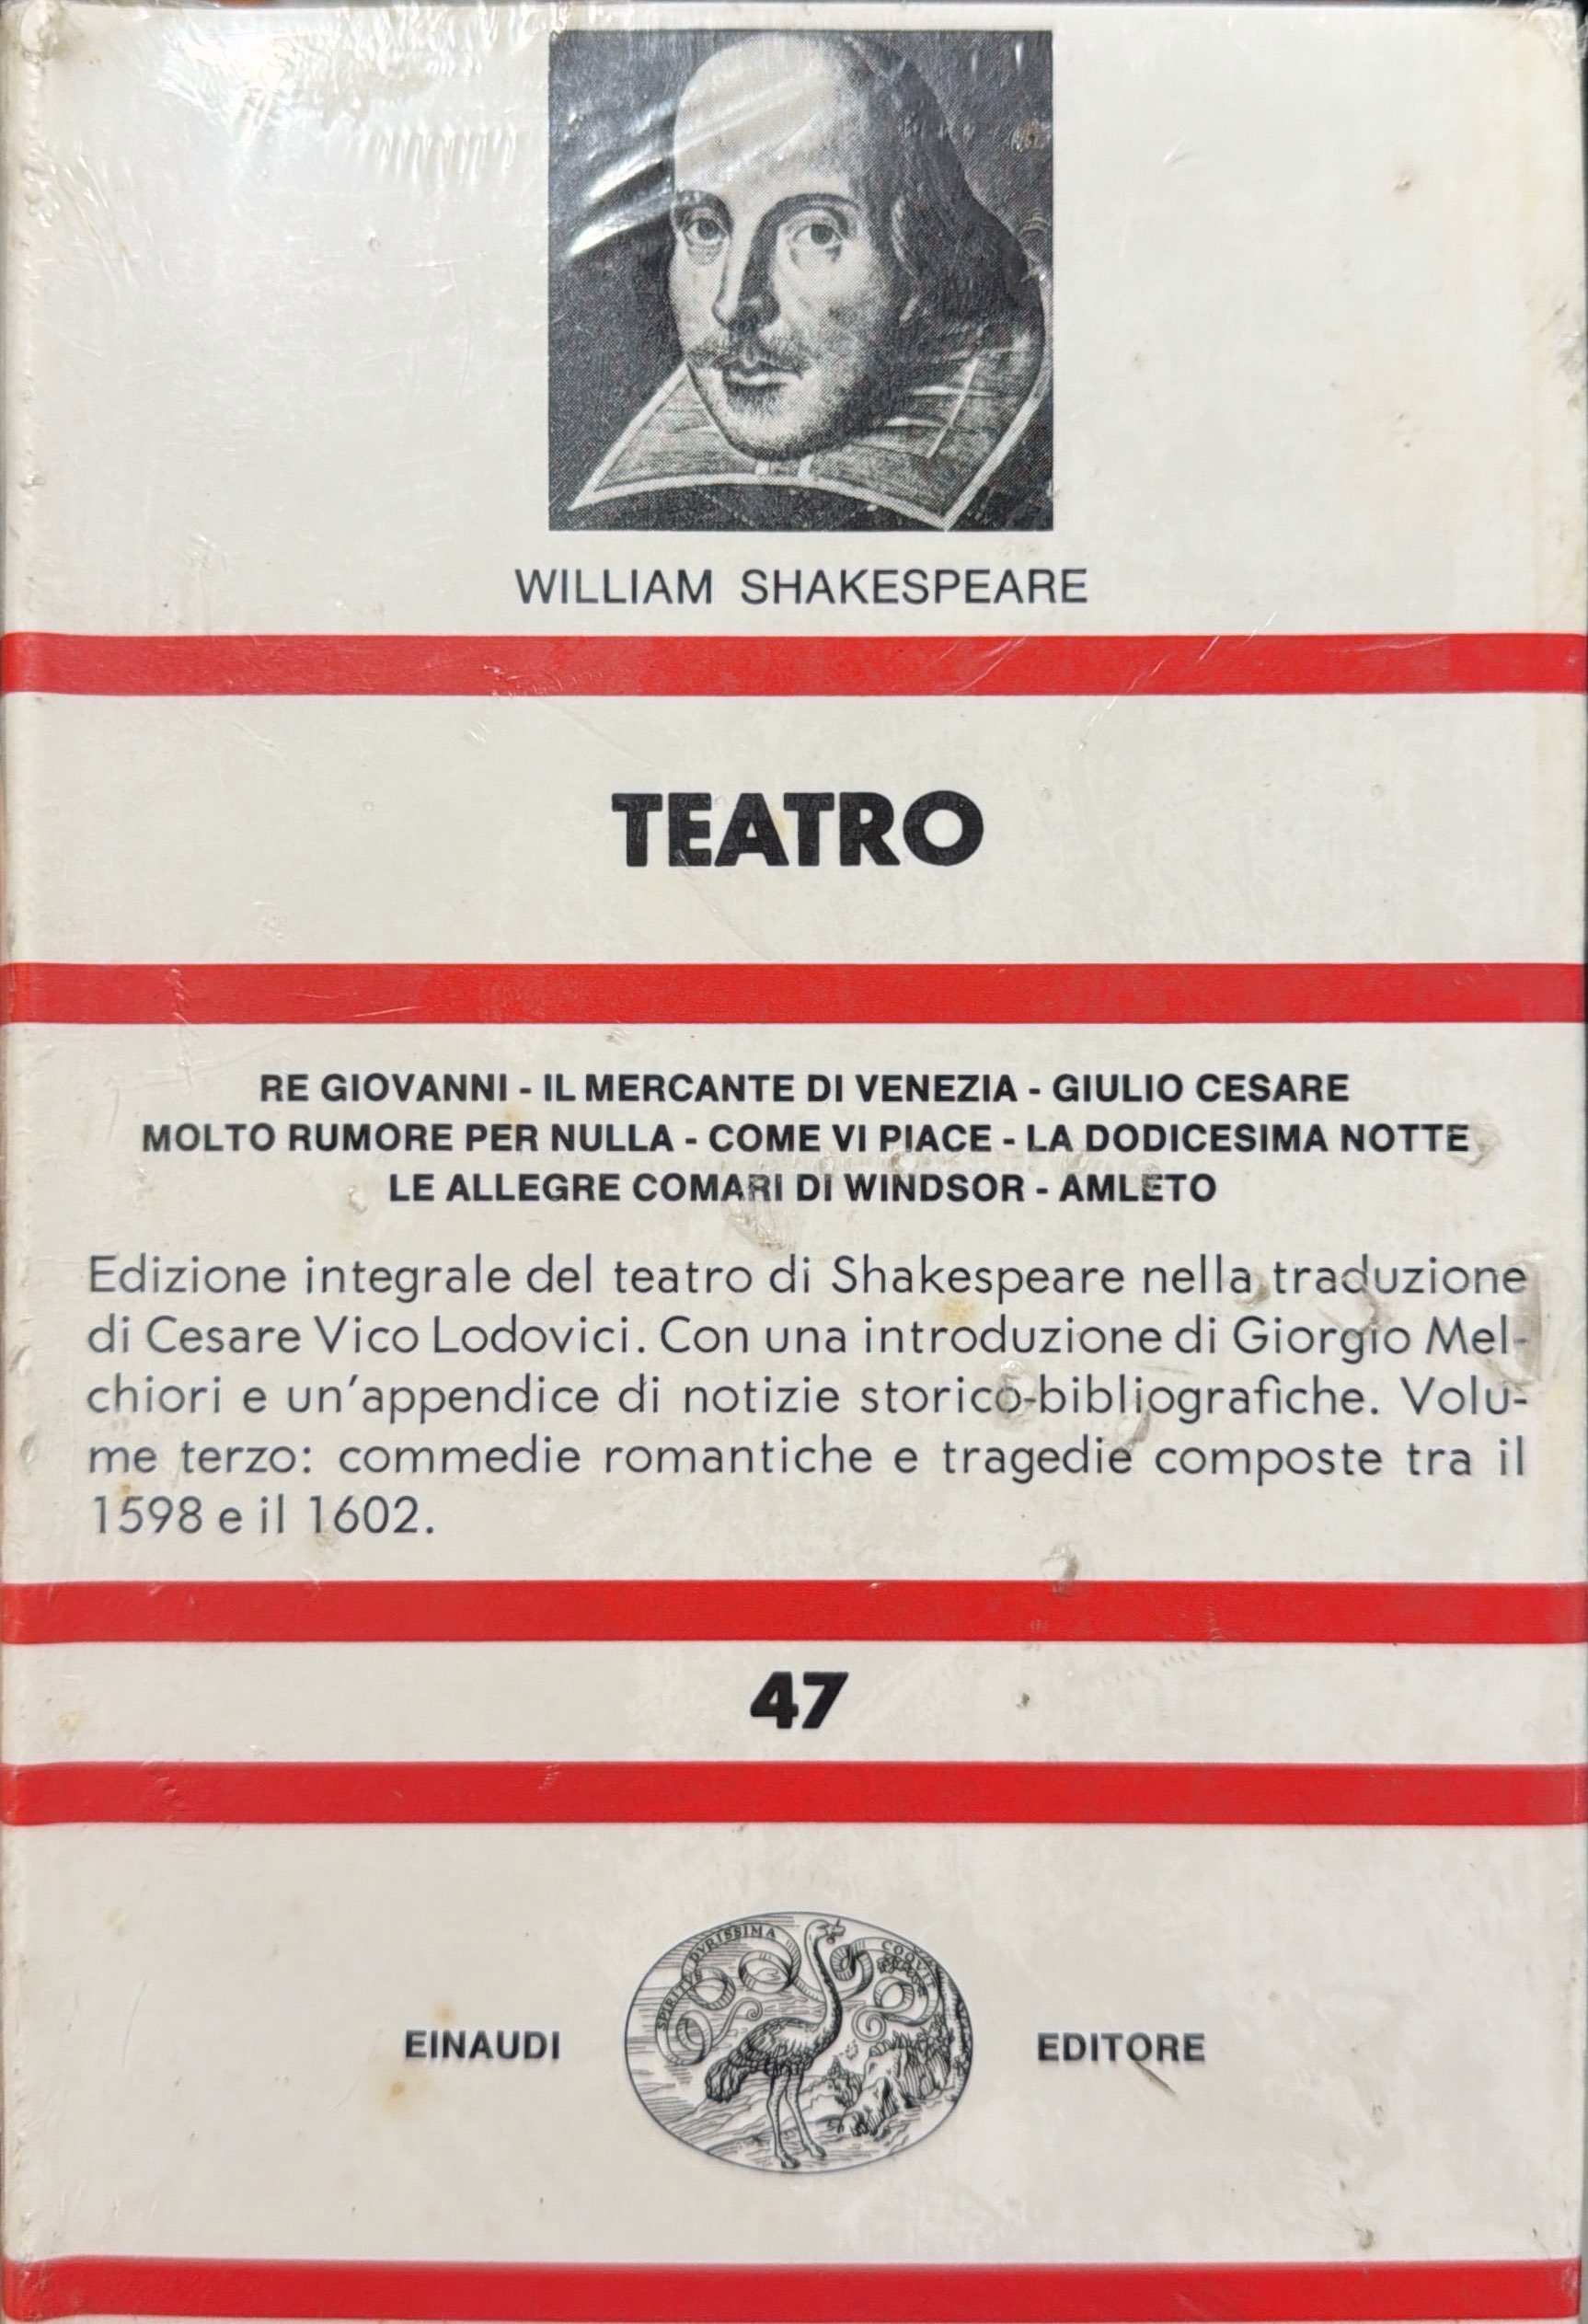 WILLIAM SHAKESPEARE
TEATRO
RE GIOVANNI - IL MERCANTE DI VENEZIA - GIULIO CESARE
MOLTO RUMORE PER NULLA - COME VI PIACE - LA DODICESIMA NOTTE
LE ALLEGRE COMARI DI WINDSOR - AMLETO
Edizione integrale del teatro di Shakespeare nella traduzione
di Cesare Vico Lodovici. Con una introduzione di Giorgio Mel-
chiori e un'appendice di notizie storico-bibliografiche. Volu-
me terzo: commedie romantiche e tragedie composte tra il
1598 e il 1602.
47
SPIRITVS DVRISSIMA COQVIT
EINAUDI EDITORE